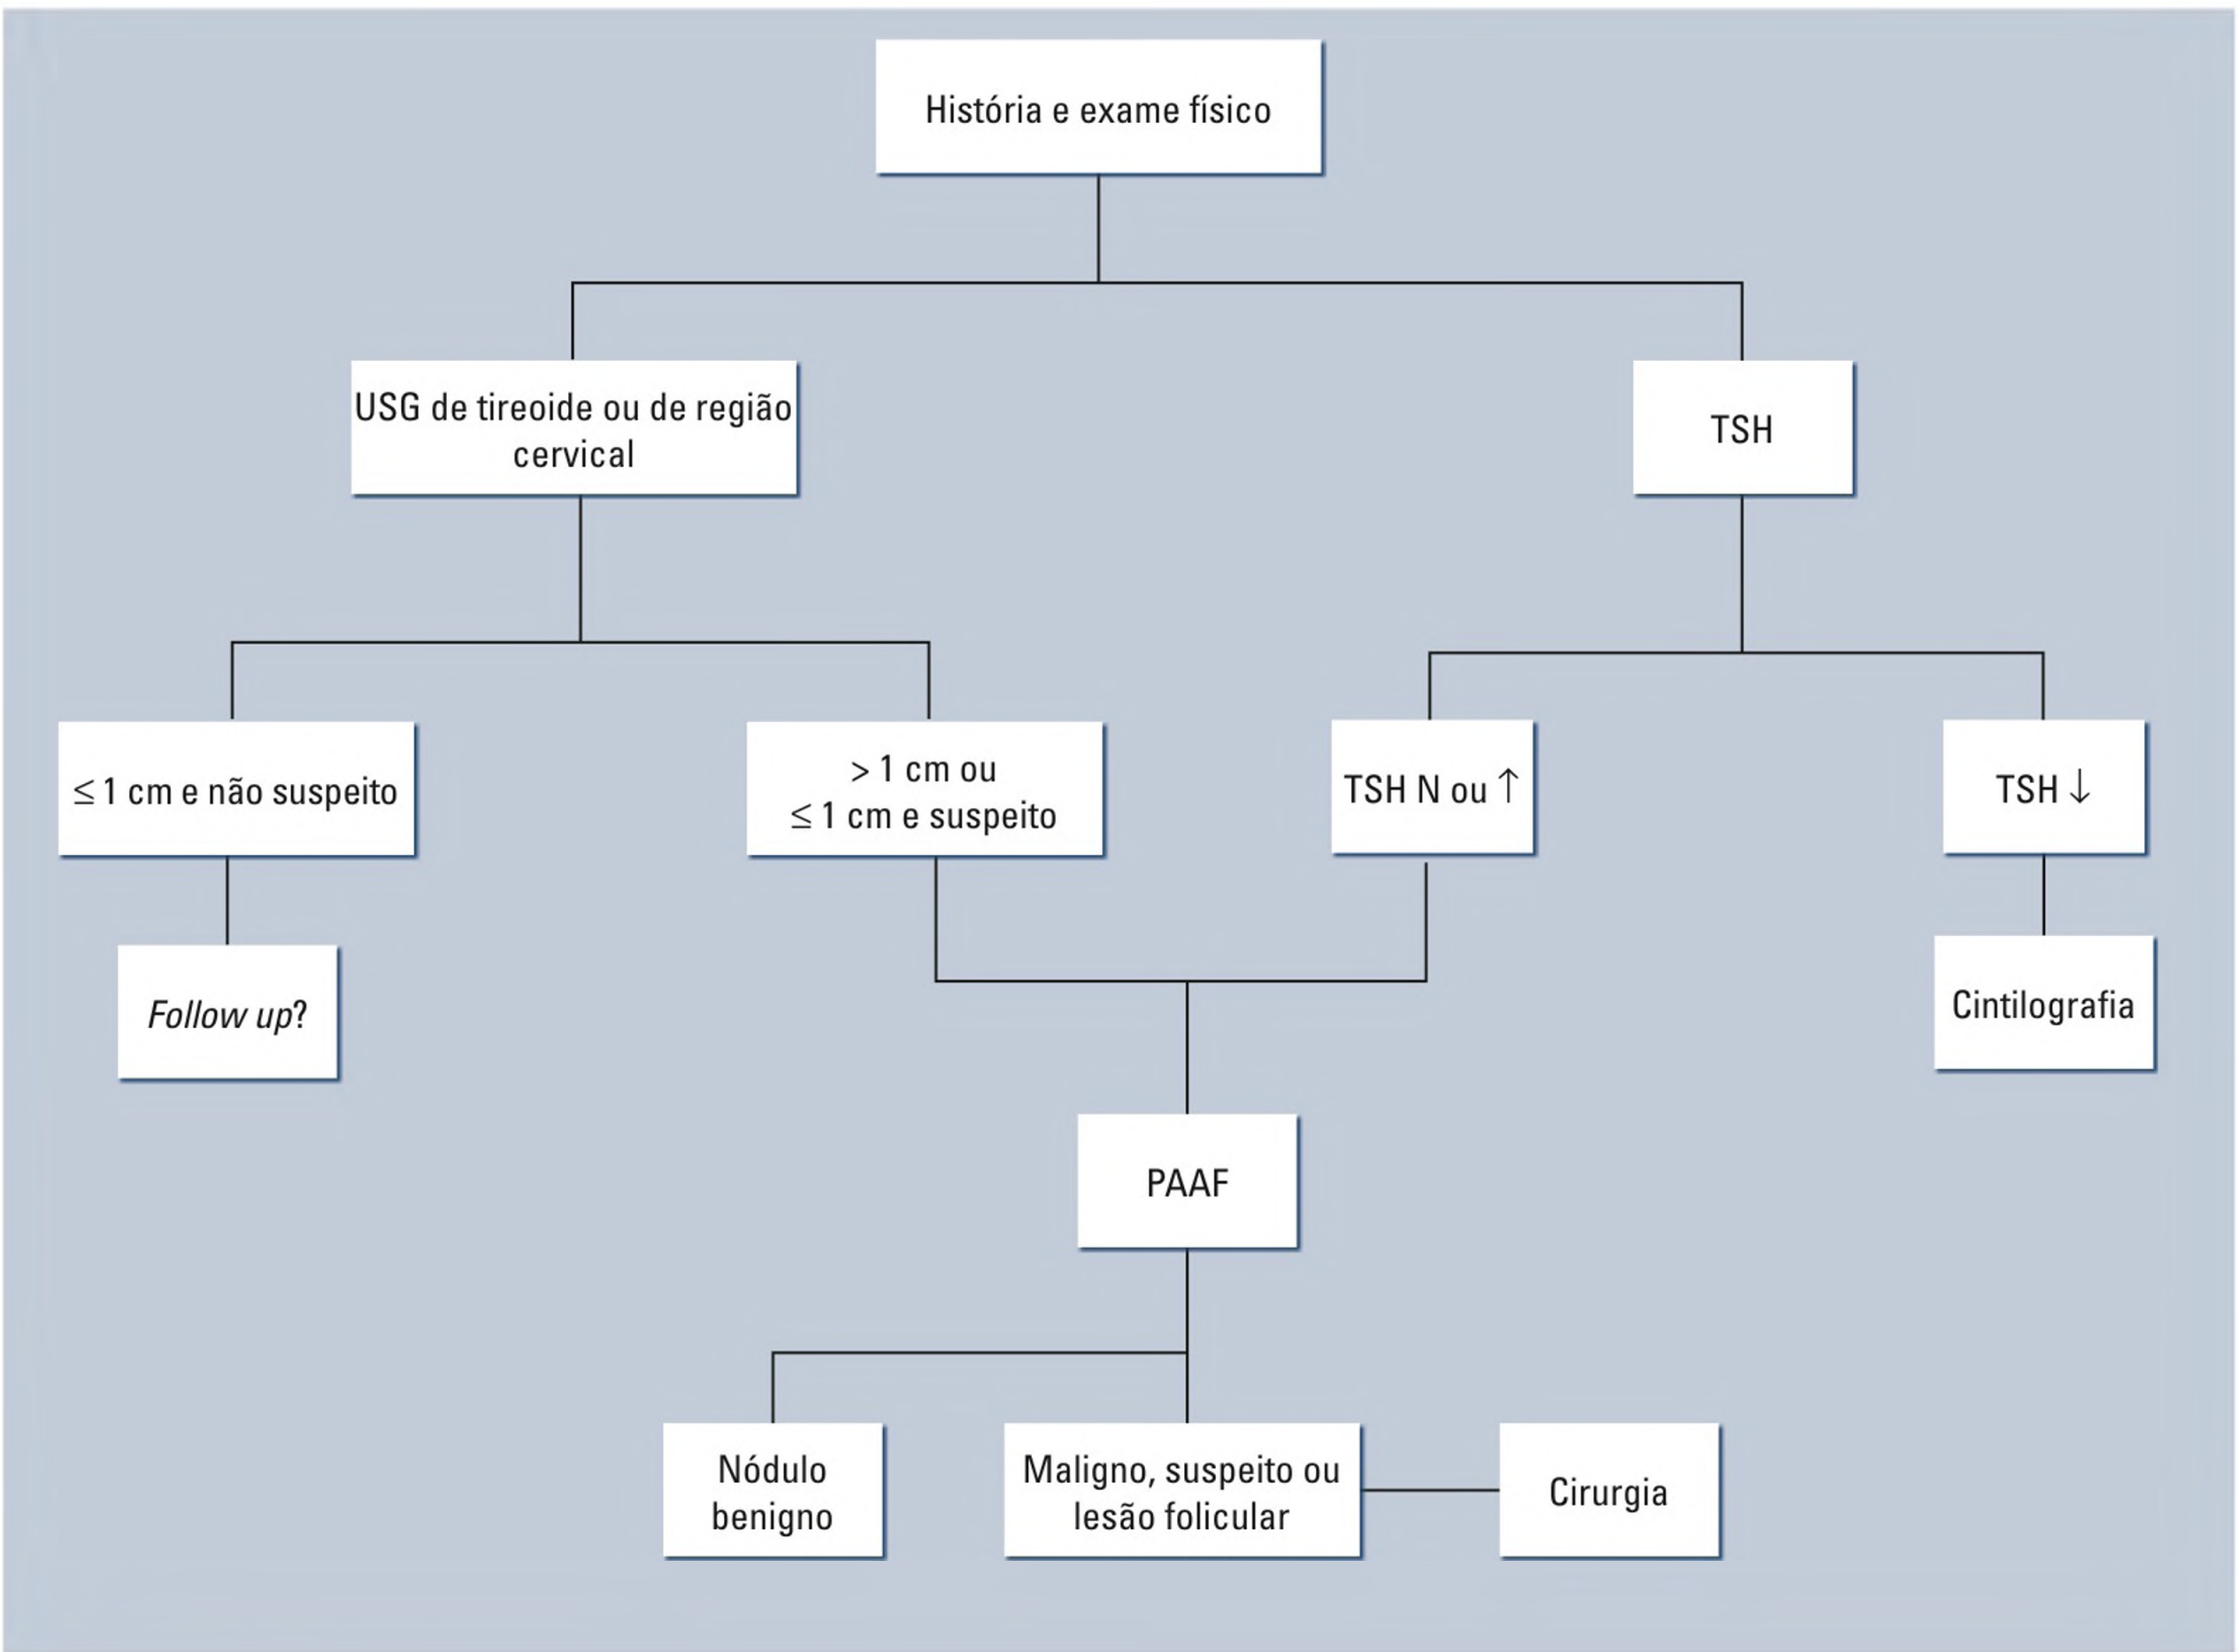 História e exame físico
USG de tireoide ou de região
cervical
TSH
≤ 1 cm e não suspeito
> 1 cm ou
≤ 1 cm e suspeito
TSH N ou ↑
TSH ↓
Follow up?
Cintilografia
PAAF
Nódulo
benigno
Maligno, suspeito ou
lesão folicular
Cirurgia